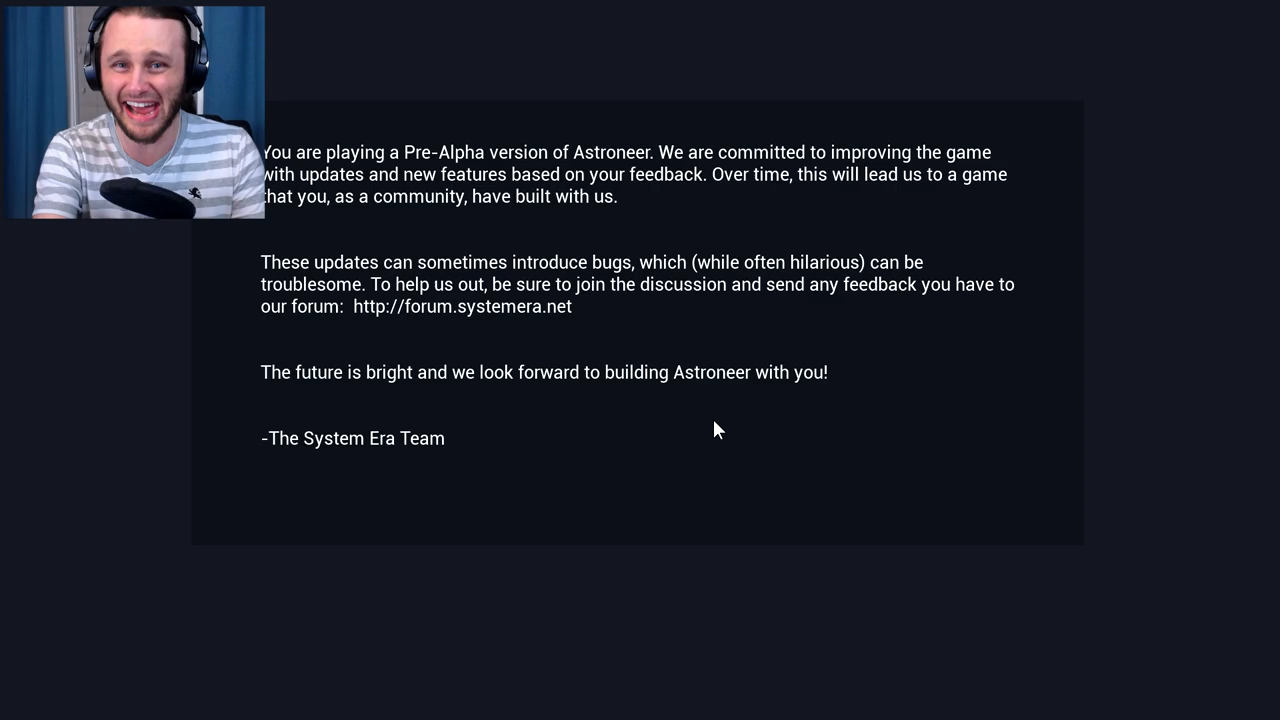 You are playing a Pre-Alpha version of Astroneer. We are committed to improving the game
with updates and new features based on your feedback. Over time, this will lead us to a game
that you, as a community, have built with us.
These updates can sometimes introduce bugs, which (while often hilarious) can be
troublesome. To help us out, be sure to join the discussion and send any feedback you have to
our forum:  http://forum.systemera.net
The future is bright and we look forward to building Astroneer with you!
-The System Era Team